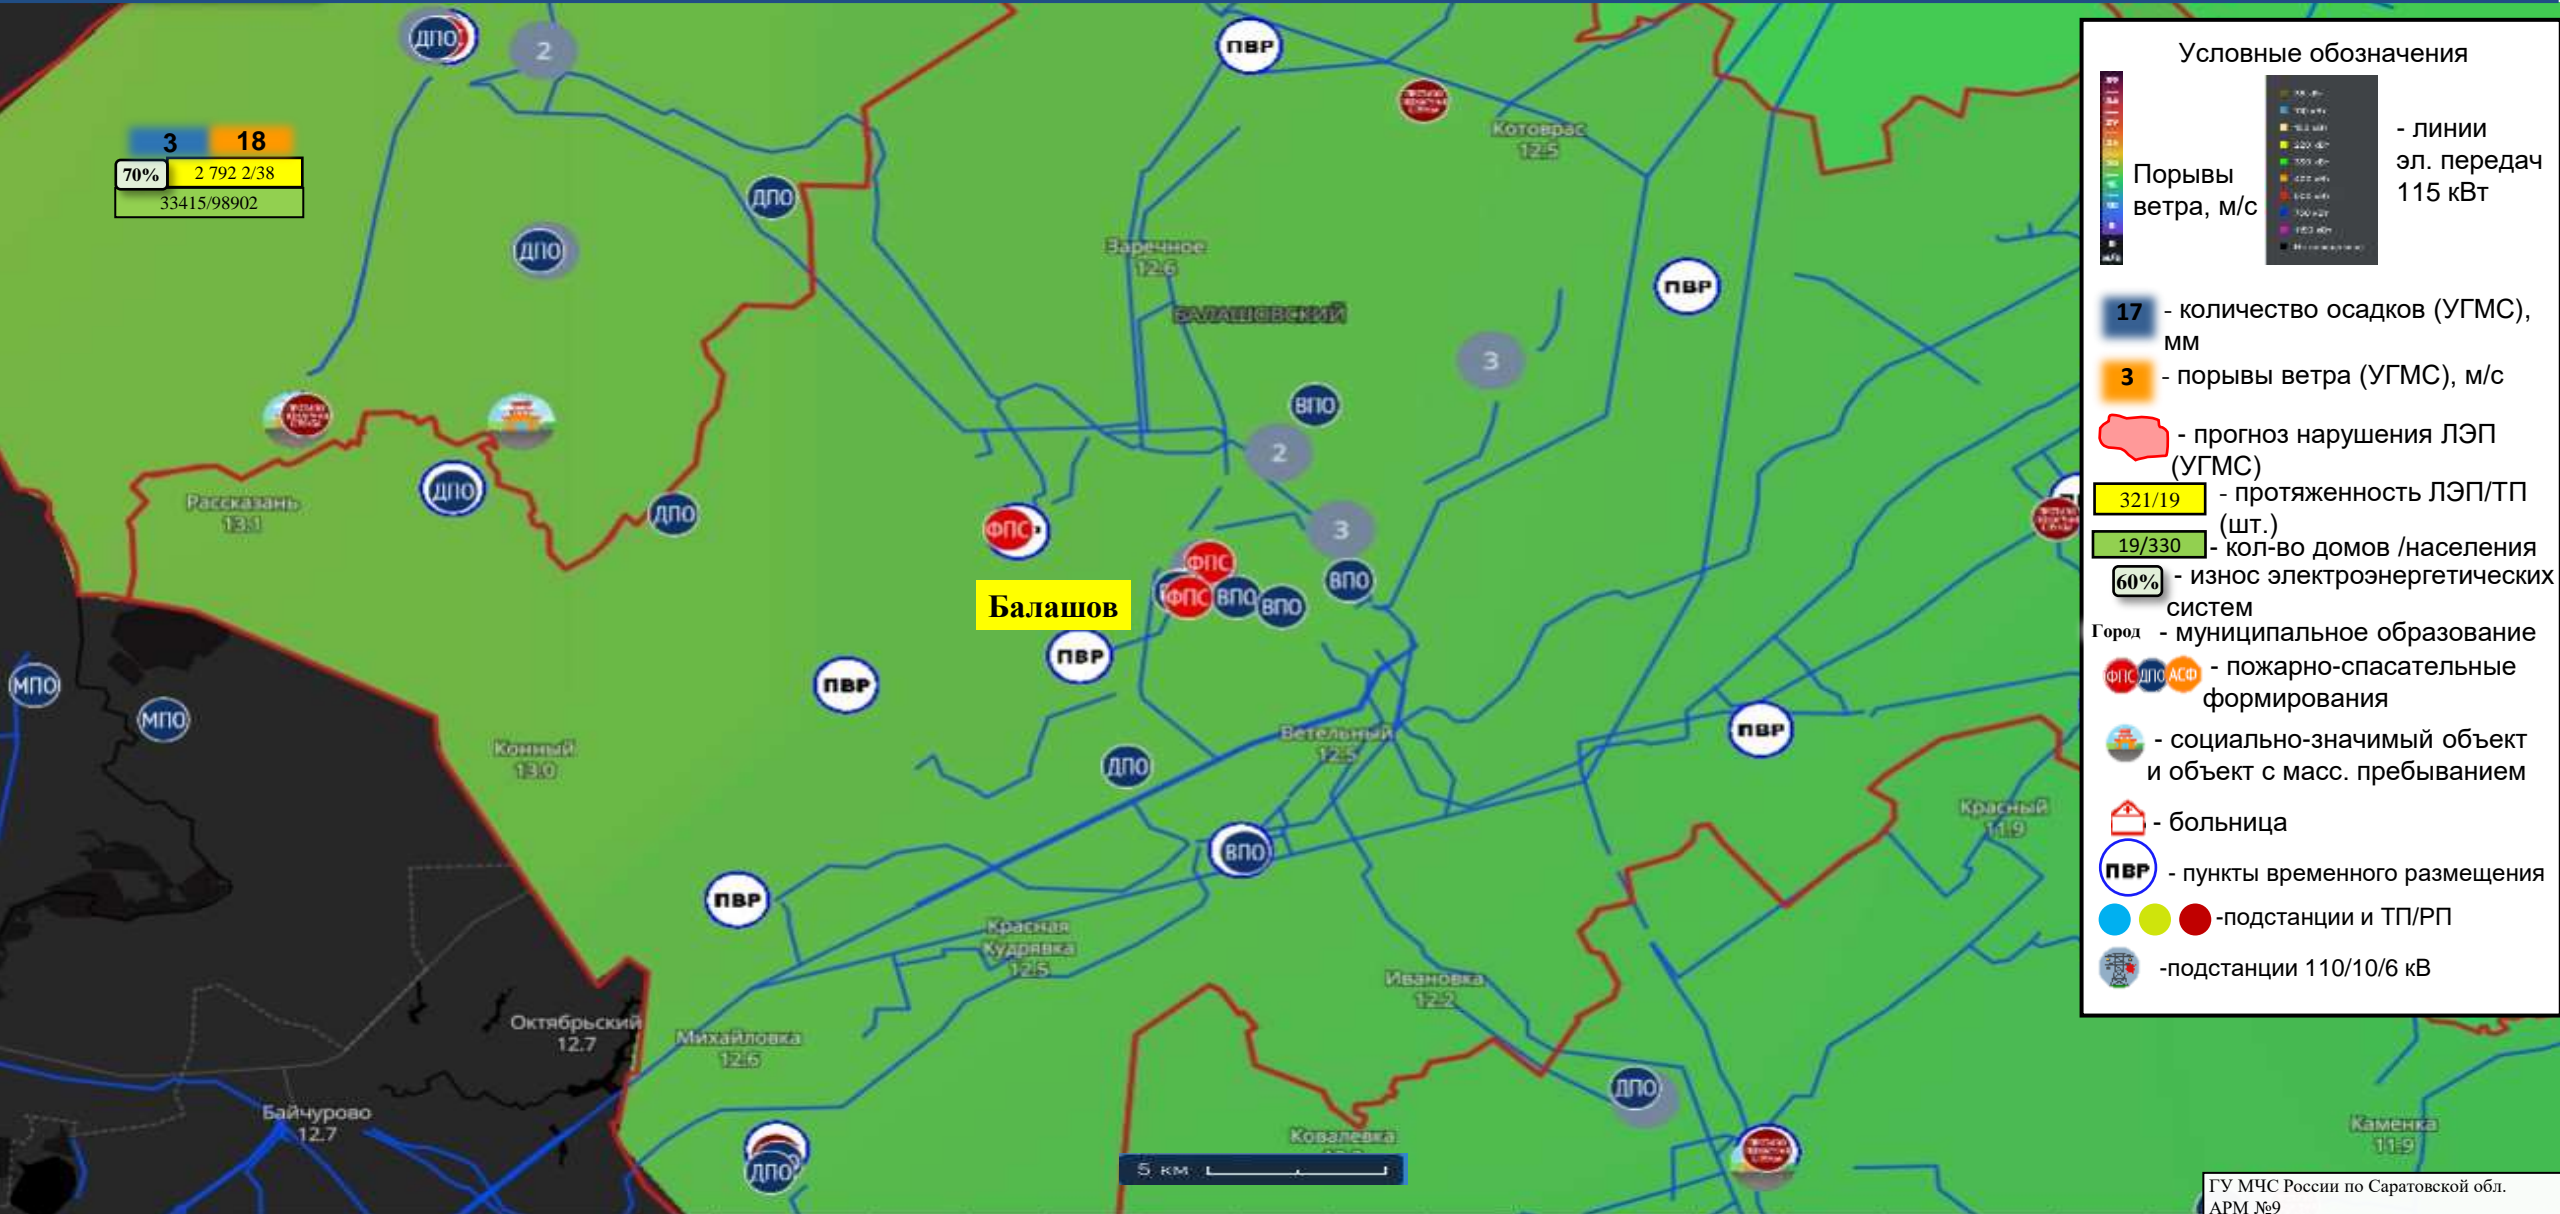 ДПО
2
ПВР
Котоврас
12.5
3 18
70% 2 792 2/38
33415/98902
ДПО
ДПО
Заречное
12.6
БАЛАШОВСКИЙ
ПВР
3
ВПО
2
ДПО
Рассказань
13.1
ДПО
ФПС
3
ФПС
ФПС
ВПО
ВПО
ВПО
Балашов
ПВР
ПВР
МПО
МПО
Конный
13.0
Ветельный
12.5
ПВР
ДПО
ВПО
ПВР
Красный
11.9
Красная
Кудрявка
12.5
Ивановка
12.2
Октябрьский
12.7
Михайловка
12.6
Байчурово
12.7
ДПО
ДПО
Ковалевка
5 км
Каменка
11.9
Условные обозначения
Порывы
ветра, м/с
- линии
эл. передач
115 кВт
17 - количество осадков (УГМС),
мм
3 - порывы ветра (УГМС), м/с
- прогноз нарушения ЛЭП
(УГМС)
321/19 - протяженность ЛЭП/ТП
(шт.)
19/330 - кол-во домов /населения
60% - износ электроэнергетических
систем
Город - муниципальное образование
ФПС ДПО АСФ - пожарно-спасательные
формирования
- социально-значимый объект
и объект с масс. пребыванием
- больница
ПВР - пункты временного размещения
-подстанции и ТП/РП
-подстанции 110/10/6 кВ
ГУ МЧС России по Саратовской обл.
АРМ №9